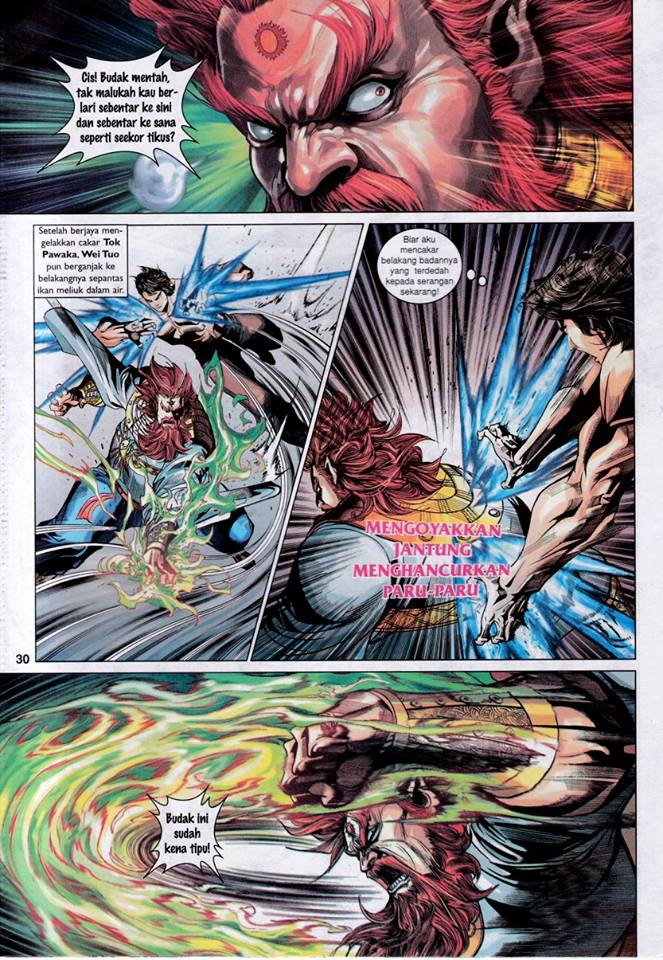 Cis! Budak mentah,
tak malukah kau ber-
lari sebentar ke sini
dan sebentar ke sana
seperti seekor tikus?
Setelah berjaya men-
gelakkan cakar Tok
Pawaka, Wei Tuo
pun berganjak ke
belakangnya sepantas
ikan meliuk dalam air.
Biar aku
mencakar
belakang badannya
yang terdedah
kepada serangan
sekarang!
MENGOYAKKAN
JANTUNG
MENGHANCURKAN
PARU-PARU
30
Budak ini
sudah
kena tipu!